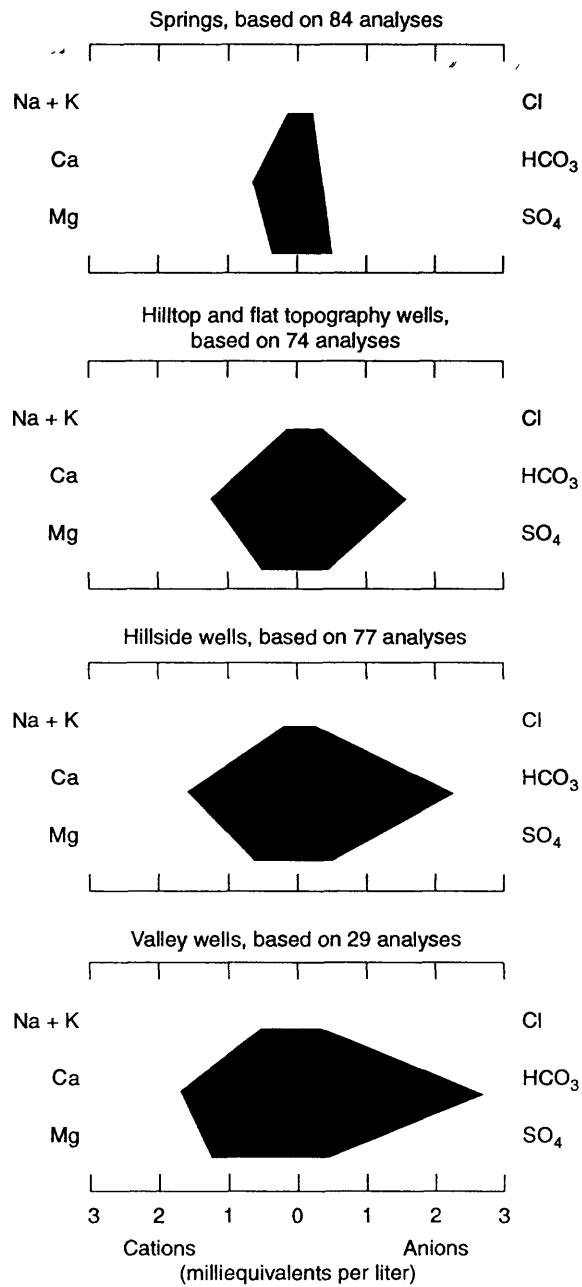 Springs, based on 84 analyses
Na + K Cl
Ca HCO₃
Mg SO₄
Hilltop and flat topography wells,
based on 74 analyses
Na + K Cl
Ca HCO₃
Mg SO₄
Hillside wells, based on 77 analyses
Na + K Cl
Ca HCO₃
Mg SO₄
Valley wells, based on 29 analyses
Na + K Cl
Ca HCO₃
Mg SO₄
3 2 1 0 1 2 3
Cations Anions
(milliequivalents per liter)